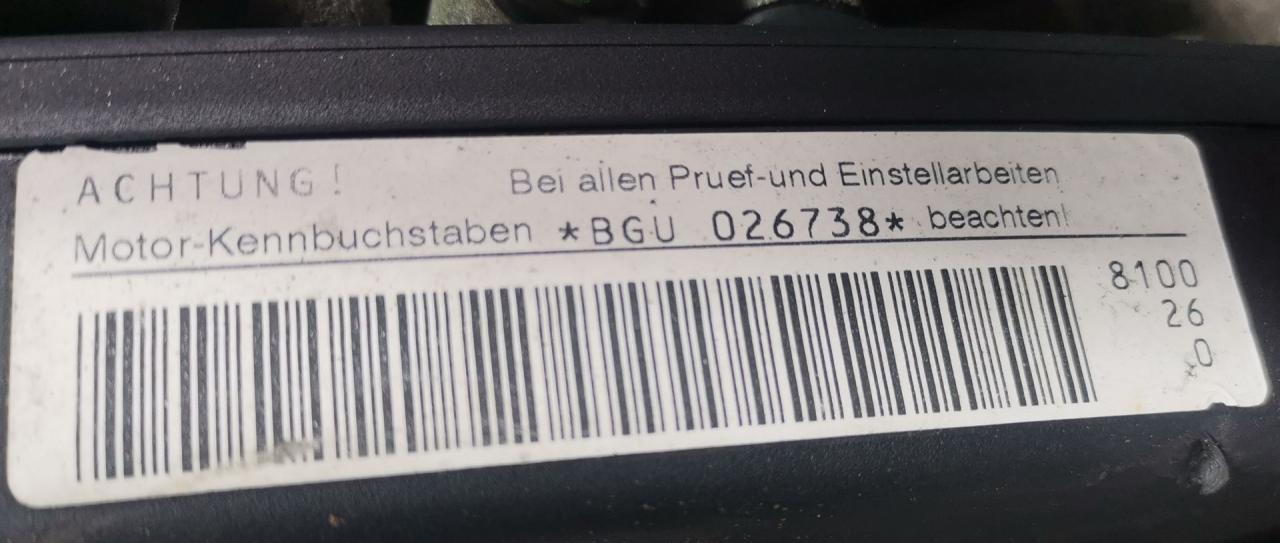 ACHTUNG! Bei allen Pruef-und Einstellarbeiten
Motor-Kennbuchstaben *BGU 026738* beachten!
8100
26
0